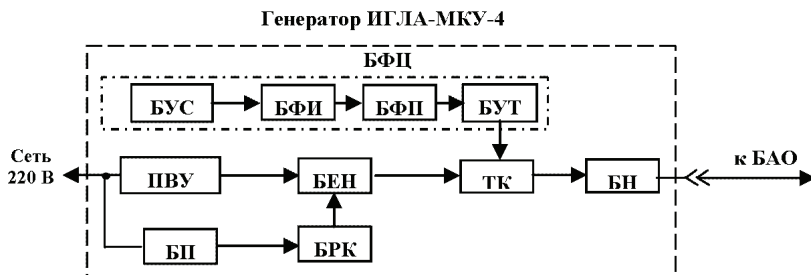 Генератор ИГЛА-МКУ-4
БФЦ
БУС БФИ БФП БУТ
Сеть
220 В
ПВУ БЕН ТК БН
к БАО
БП БРК